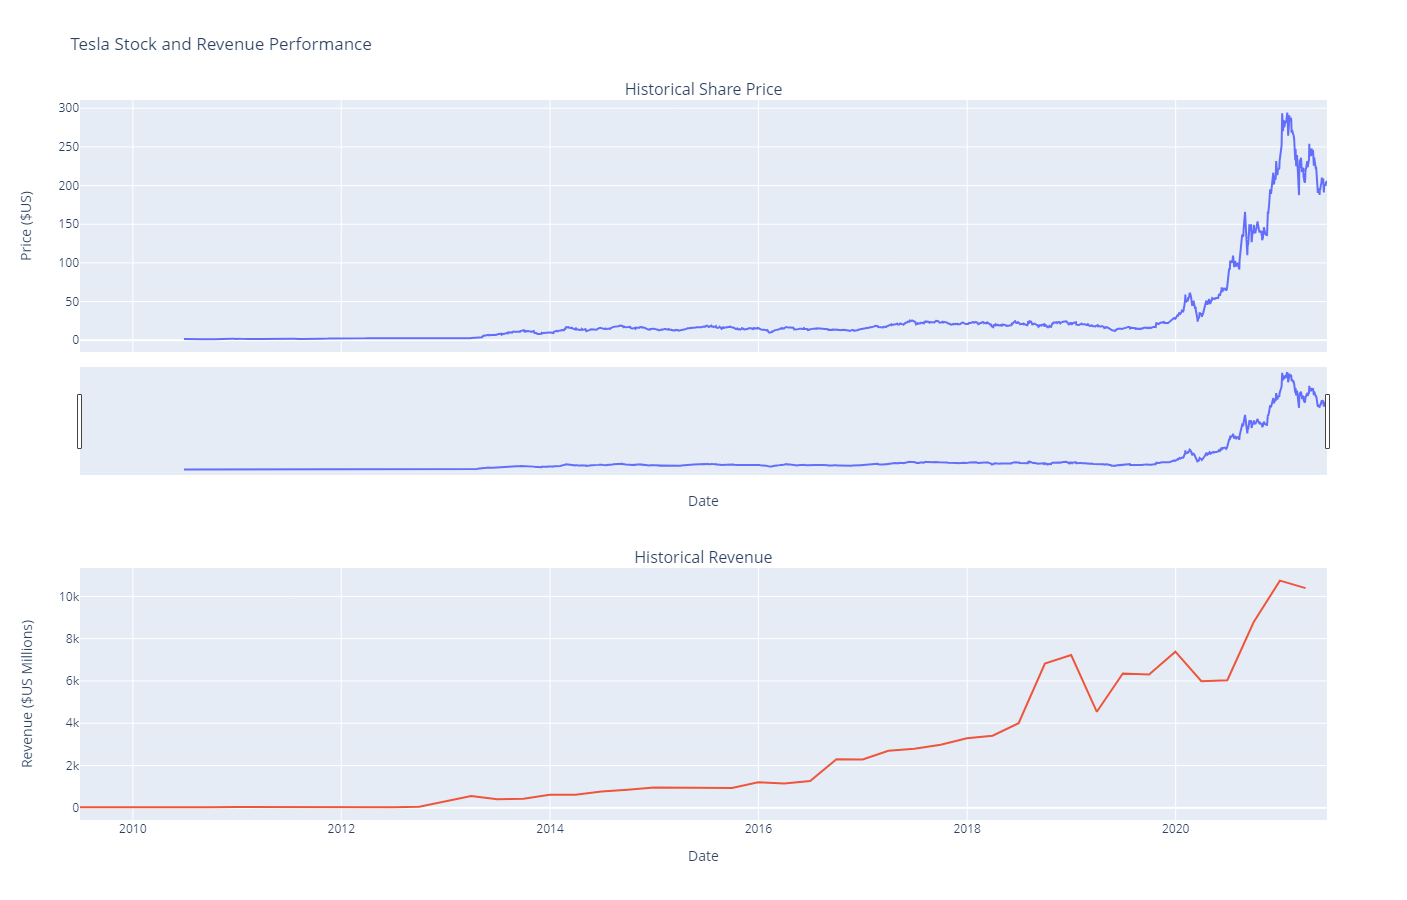 Tesla Stock and Revenue Performance
Historical Share Price
300
250
200
150
100
50
0
Price ($US)
Date
Historical Revenue
10k
8k
6k
4k
2k
0
Revenue ($US Millions)
2010 2012 2014 2016 2018 2020
Date